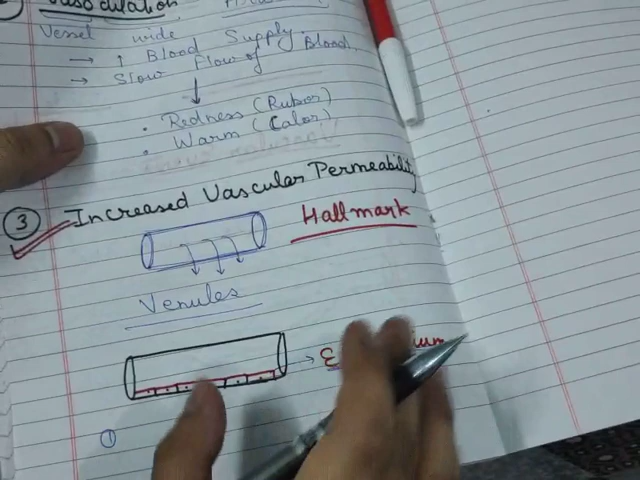 Vasodilation
Vessel wide
→ ↑ Blood Supply
→ Slow Flow of Blood
↓
• Redness (Rubor)
• Warm (Calor)
③ Increased Vascular Permeability
Hallmark
Venules
①